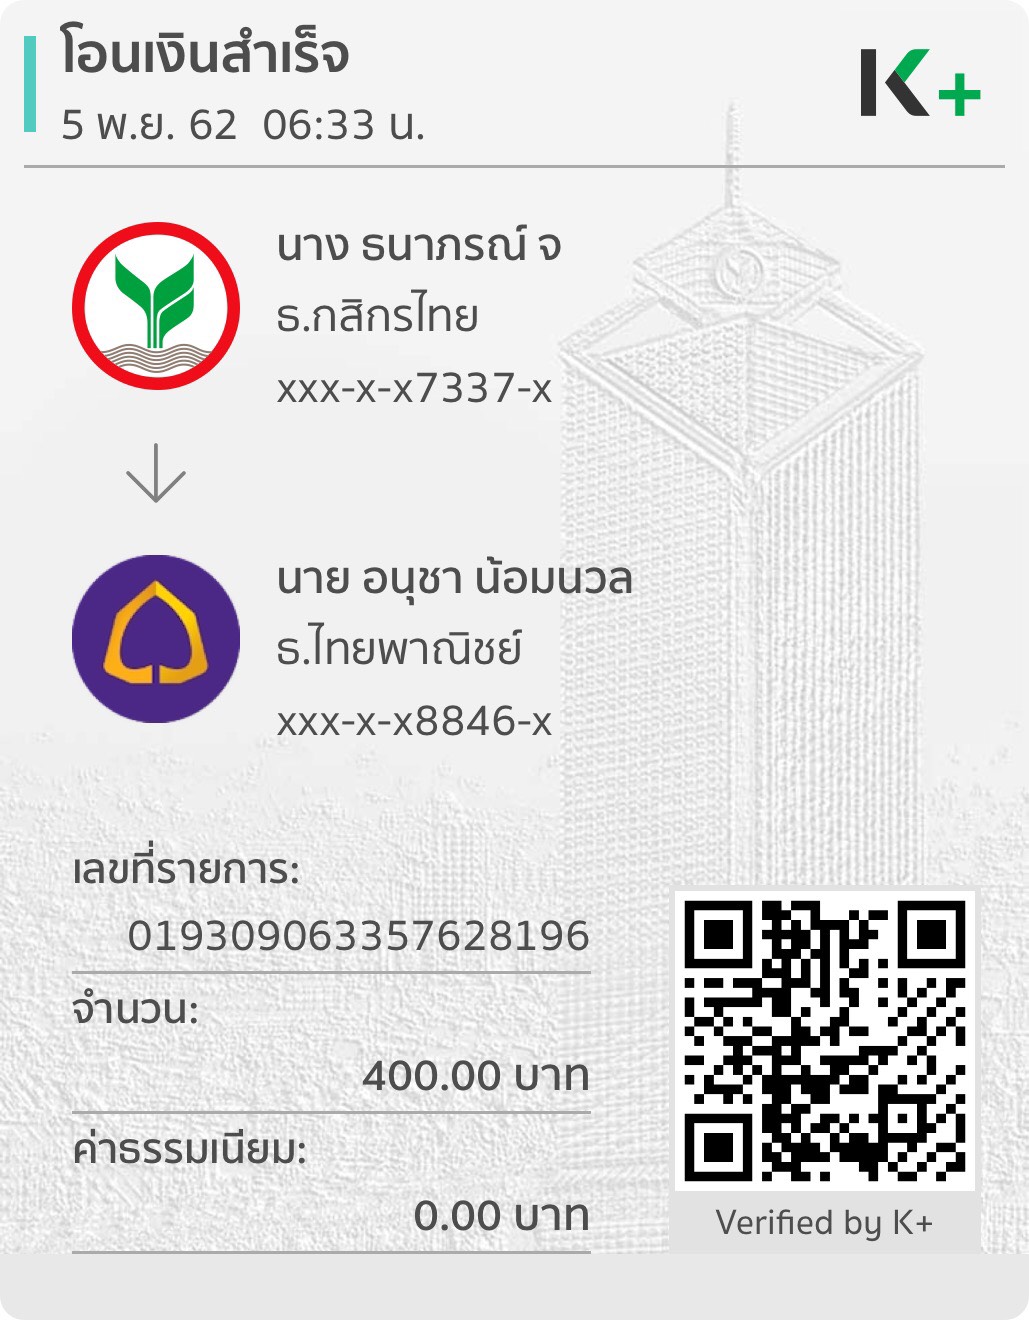 โอนเงินสำเร็จ
5 พ.ย. 62 06:33 น.
K+
นาง ธนาภรณ์ จ
ธ.กสิกรไทย
xxx-x-x7337-x
นาย อนุชา น้อมนวล
ธ.ไทยพาณิชย์
xxx-x-x8846-x
เลขที่รายการ:
019309063357628196
จำนวน:
400.00 บาท
ค่าธรรมเนียม:
0.00 บาท
Verified by K+